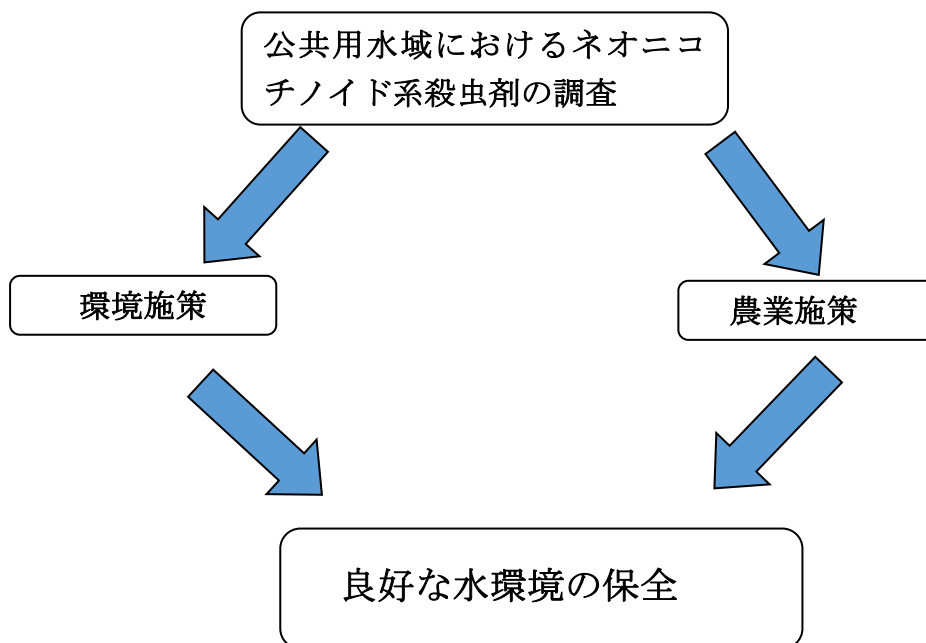 公共用水域におけるネオニコ
チノイド系殺虫剤の調査
環境施策
農業施策
良好な水環境の保全